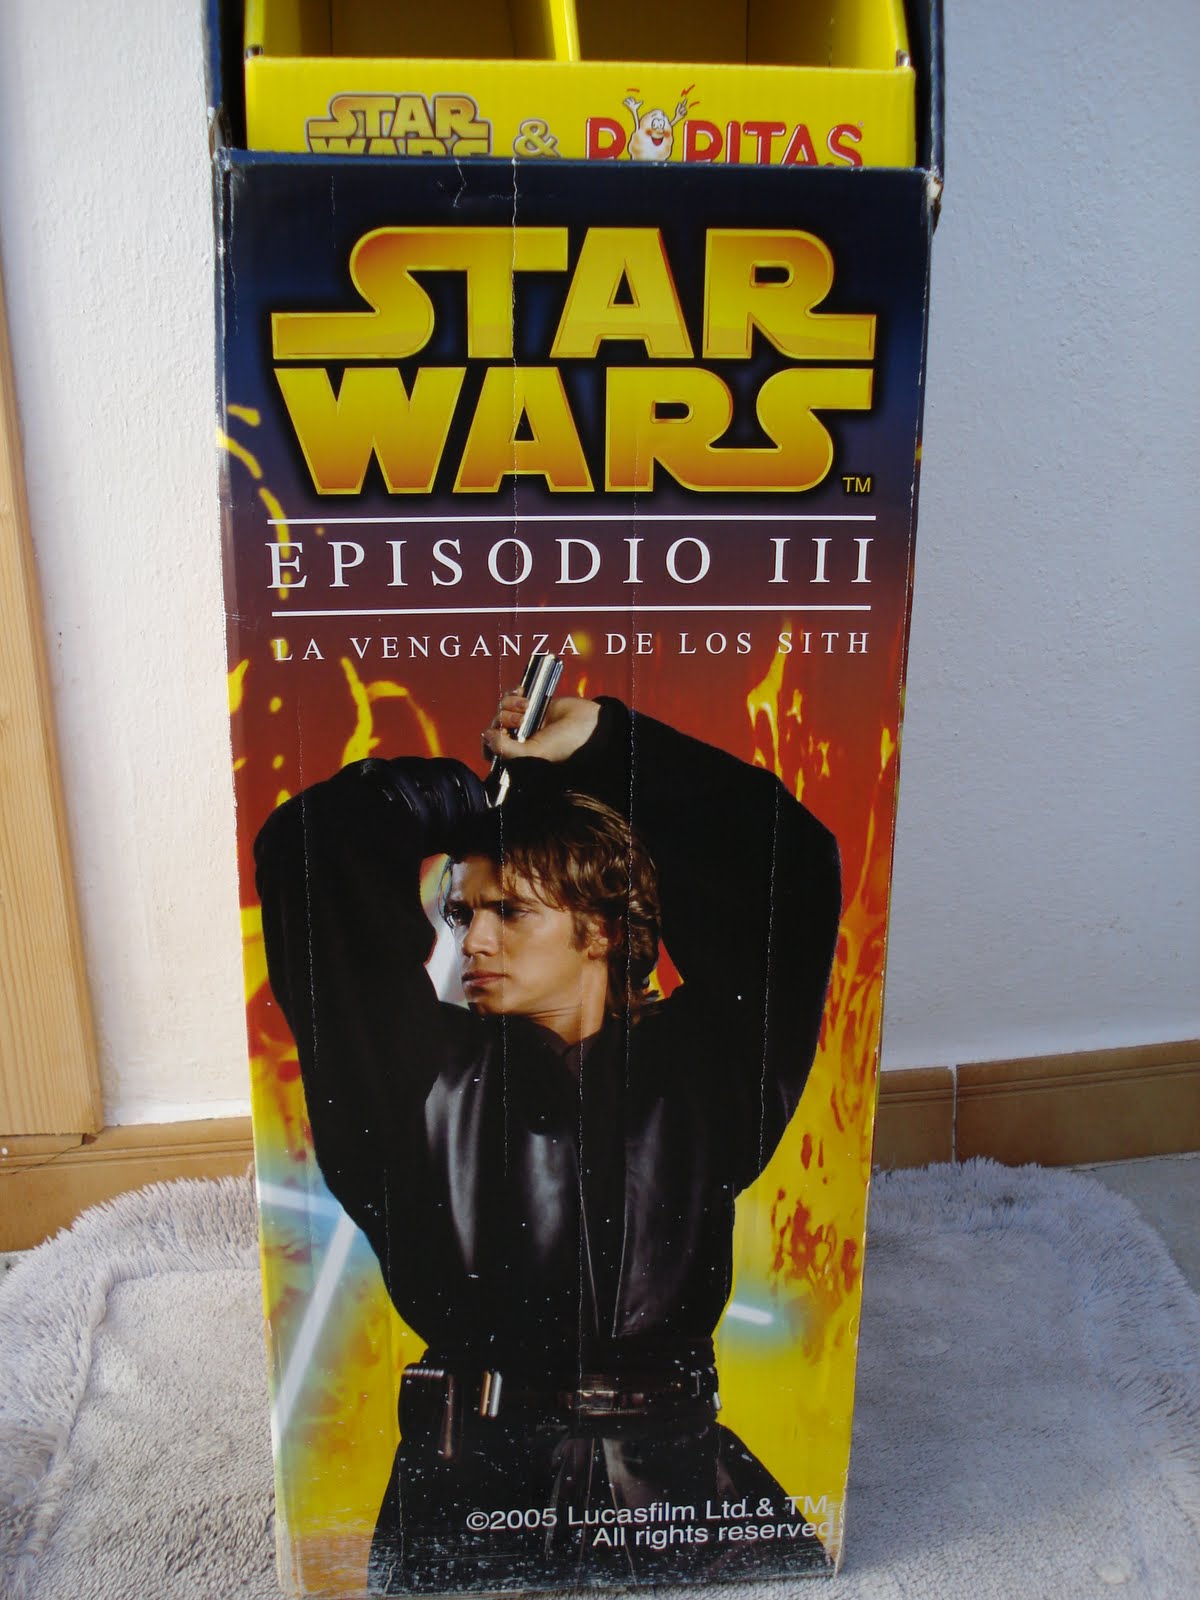 STAR
WARS & POPITAS
STAR
WARS TM
EPISODIO III
LA VENGANZA DE LOS SITH
©2005 Lucasfilm Ltd. & TM
All rights reserved